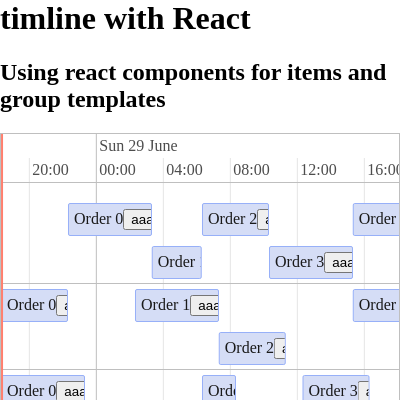 timline with React
Using react components for items and
group templates
Sun 29 June
20:00 00:00 04:00 08:00 12:00 16:00
Order 0 aaa Order 2 a Order
Order Order 3 aaa
Order 0 a Order 1 aaa Order
Order 2 a
Order 0 aaa Orde Order 3 a